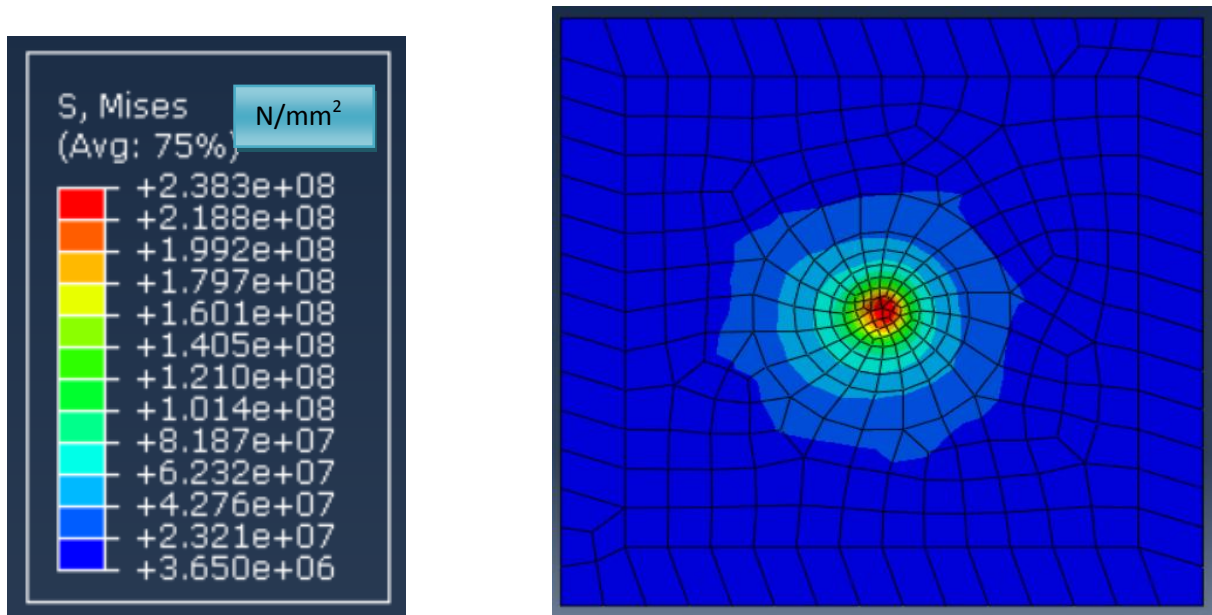 S, Mises
N/mm²
(Avg: 75%)
+2.383e+08
+2.188e+08
+1.992e+08
+1.797e+08
+1.601e+08
+1.405e+08
+1.210e+08
+1.014e+08
+8.187e+07
+6.232e+07
+4.276e+07
+2.321e+07
+3.650e+06